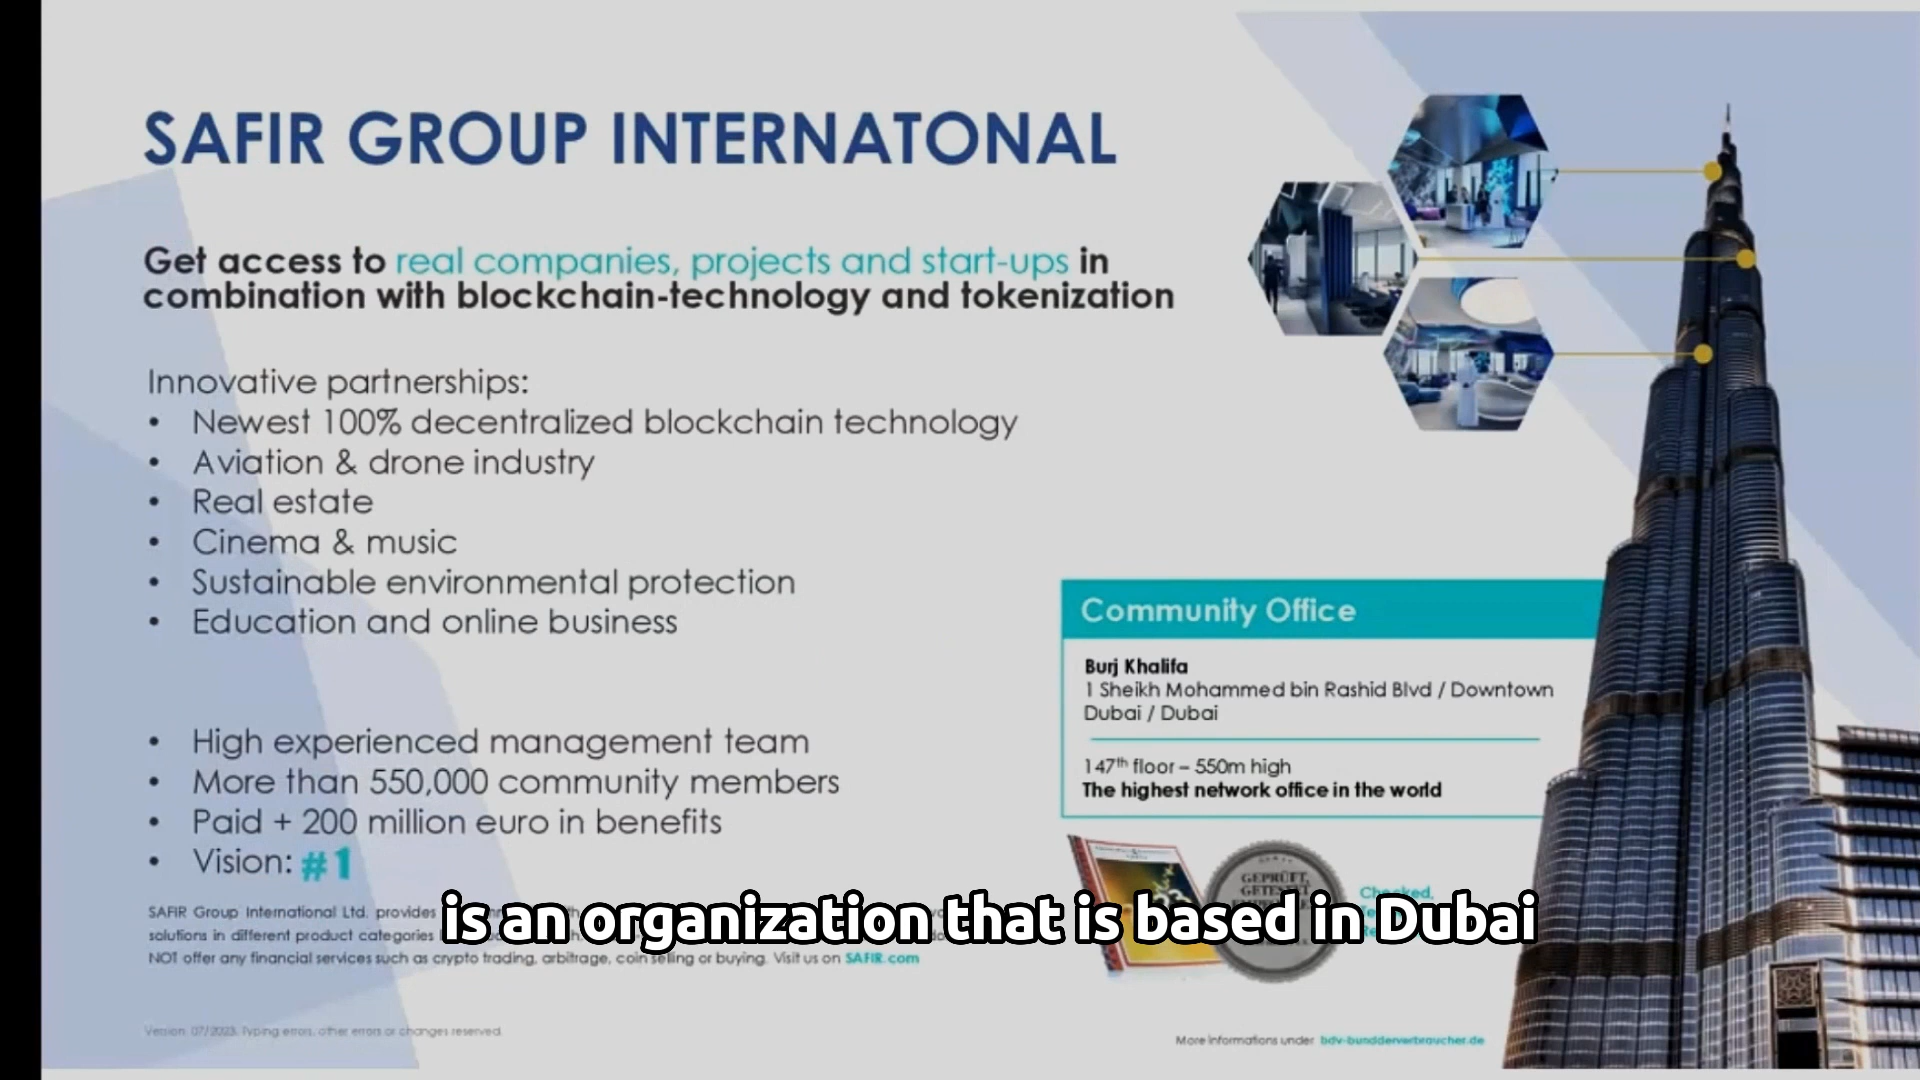 SAFIR GROUP INTERNATONAL
Get access to real companies, projects and start-ups in
combination with blockchain-technology and tokenization
Innovative partnerships:
• Newest 100% decentralized blockchain technology
• Aviation & drone industry
• Real estate
• Cinema & music
• Sustainable environmental protection
• Education and online business
• High experienced management team
• More than 550,000 community members
• Paid + 200 million euro in benefits
• Vision: #1
SAFIR Group International Ltd. provides
solutions in different product categories
NOT offer any financial services such as crypto trading, arbitrage, coin selling or buying. Visit us on SAFIR.com
Version: 07/2023. Typing errors, other errors or changes reserved.
Community Office
Burj Khalifa
1 Sheikh Mohammed bin Rashid Blvd / Downtown
Dubai / Dubai
147th floor – 550m high
The highest network office in the world
GEPRÜFT,
GETESTET
Checked,
is an organization that is based in Dubai
More informations under bdv-bundderverbraucher.de